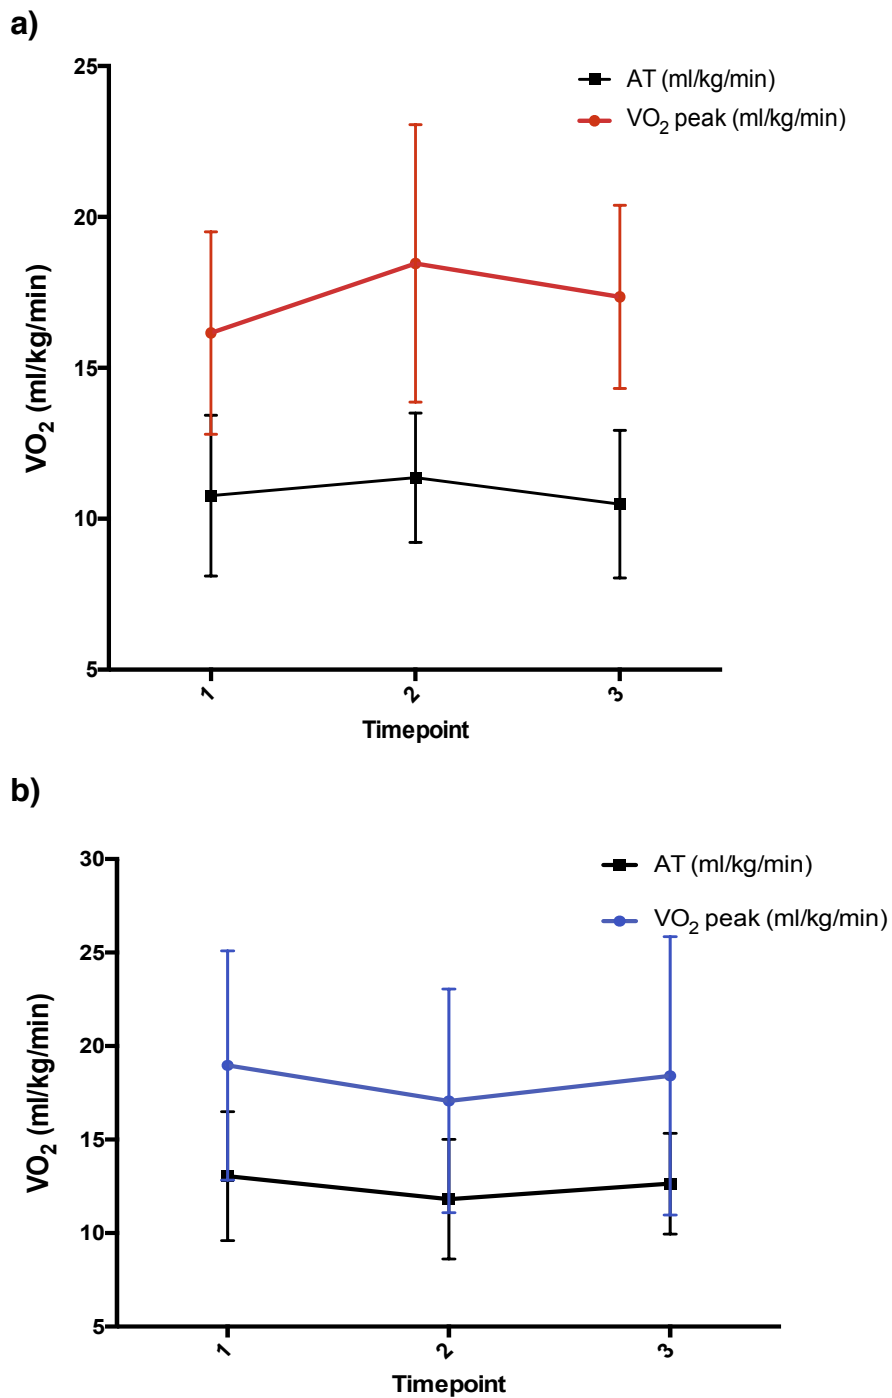 a)
25
20
15
10
5
VO2 (ml/kg/min)
AT (ml/kg/min)
VO2 peak (ml/kg/min)
1
2
3
Timepoint
b)
30
25
20
15
10
5
VO2 (ml/kg/min)
AT (ml/kg/min)
VO2 peak (ml/kg/min)
1
2
3
Timepoint